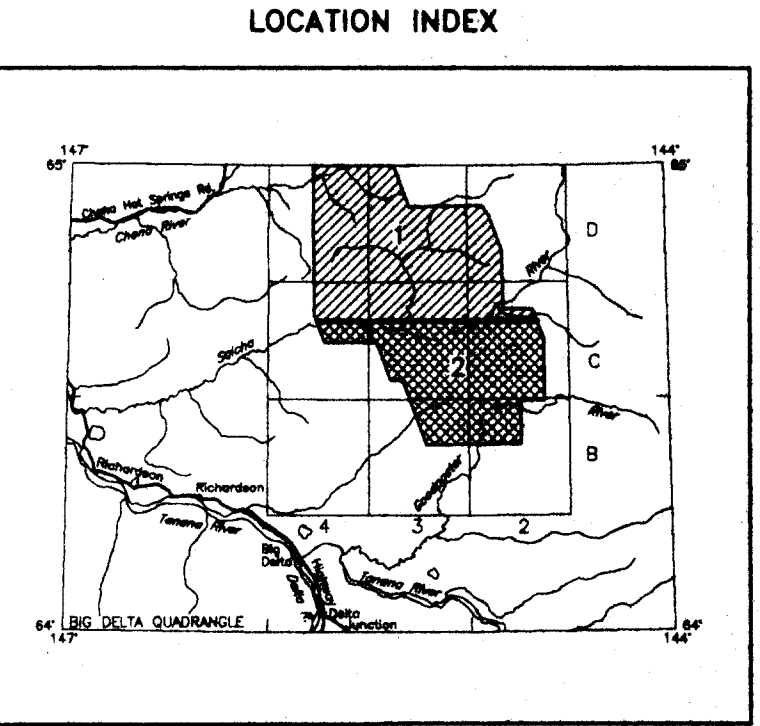 LOCATION INDEX
147°
144°
65°
65°
Chena Hot Springs Rd.
Chena River
1
D
River
Salcha
2
C
River
B
Richardson
Richardson
Goodpaster
Tanana River
4
3
2
Big
Delta
Highway
Delta
R.
Tanana River
Delta
Junction
64°
BIG DELTA QUADRANGLE
64°
147°
144°